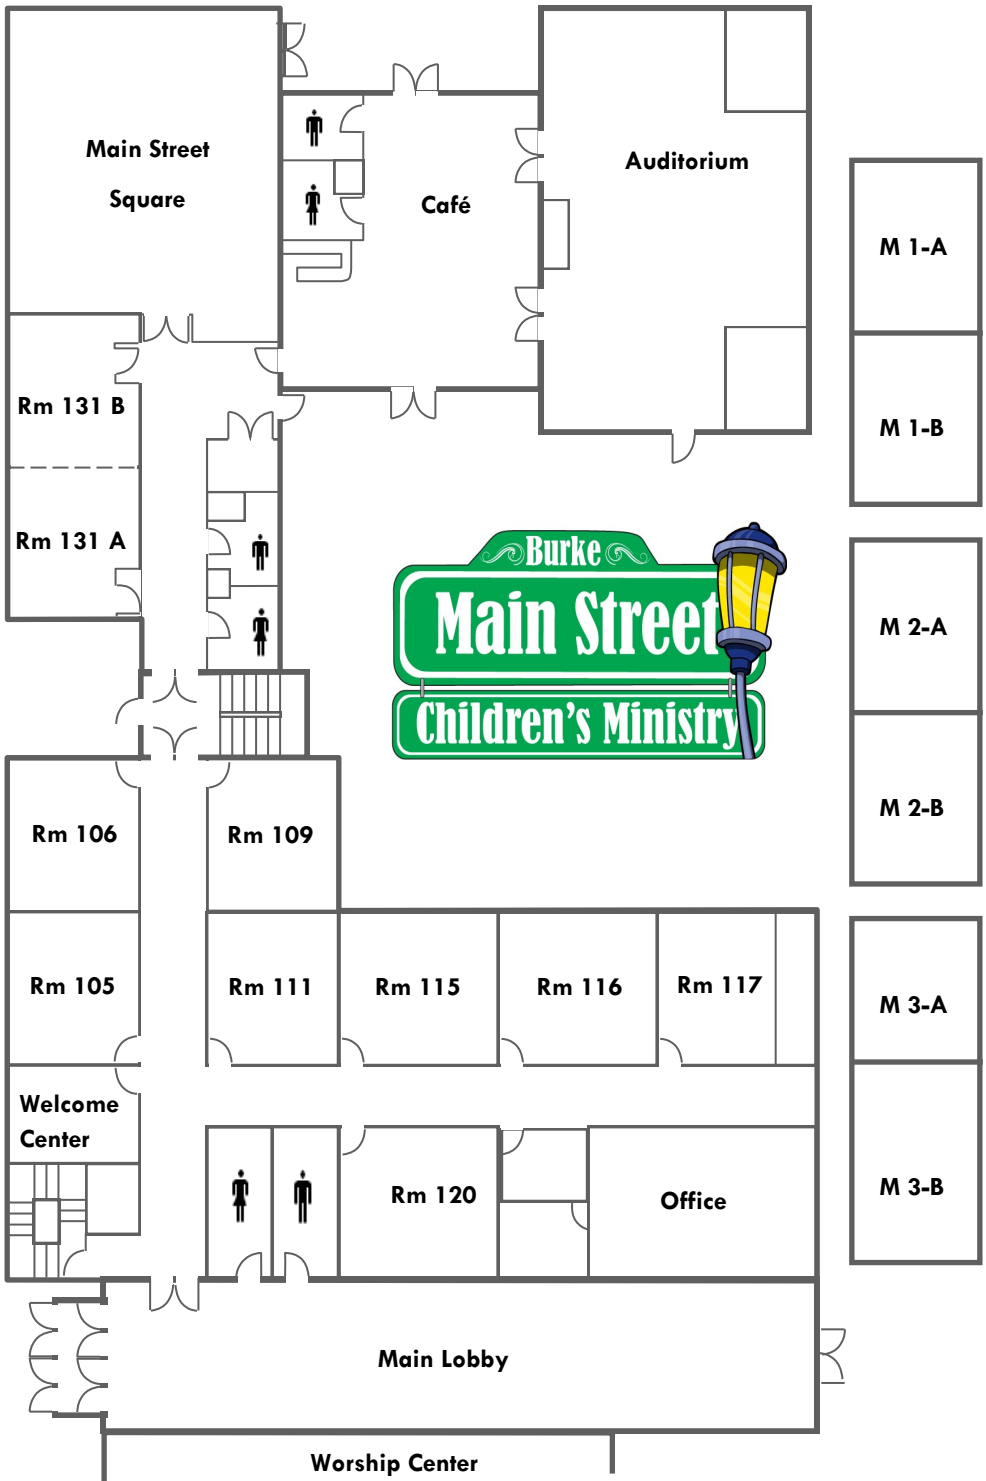 Main Street
Square
Café
Auditorium
M 1-A
M 1-B
Rm 131 B
Rm 131 A
Burke
Main Street
Children's Ministry
M 2-A
M 2-B
Rm 106
Rm 109
Rm 105
Rm 111
Rm 115
Rm 116
Rm 117
M 3-A
M 3-B
Welcome
Center
Rm 120
Office
Main Lobby
Worship Center